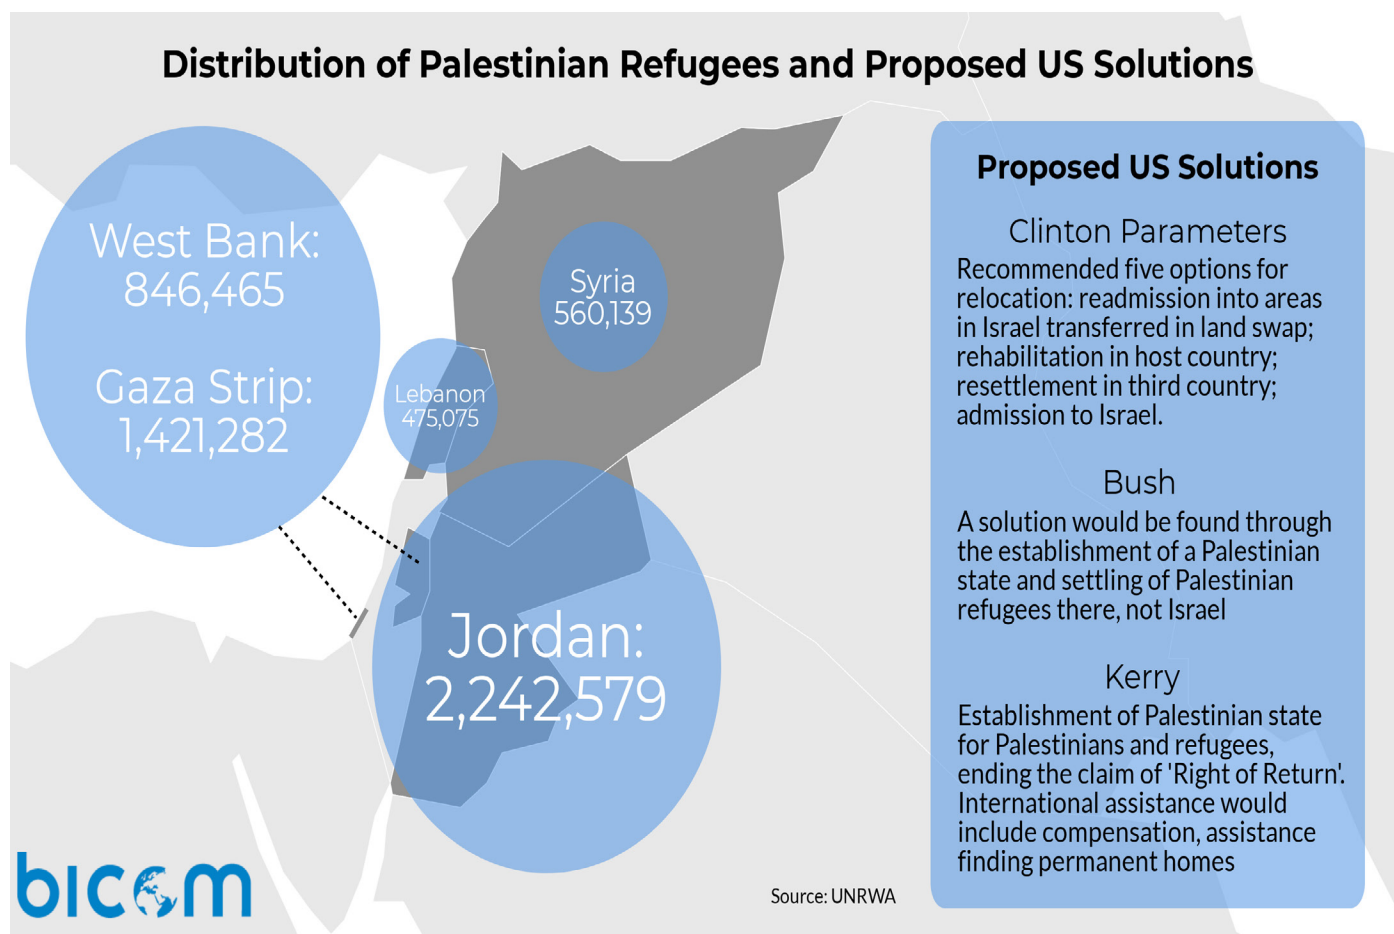 Distribution of Palestinian Refugees and Proposed US Solutions
West Bank:
846,465
Gaza Strip:
1,421,282
Syria
560,139
Lebanon
475,075
Jordan:
2,242,579
Proposed US Solutions
Clinton Parameters
Recommended five options for
relocation: readmission into areas
in Israel transferred in land swap;
rehabilitation in host country;
resettlement in third country;
admission to Israel.
Bush
A solution would be found through
the establishment of a Palestinian
state and settling of Palestinian
refugees there, not Israel
Kerry
Establishment of Palestinian state
for Palestinians and refugees,
ending the claim of 'Right of Return'.
International assistance would
include compensation, assistance
finding permanent homes
bicom
Source: UNRWA